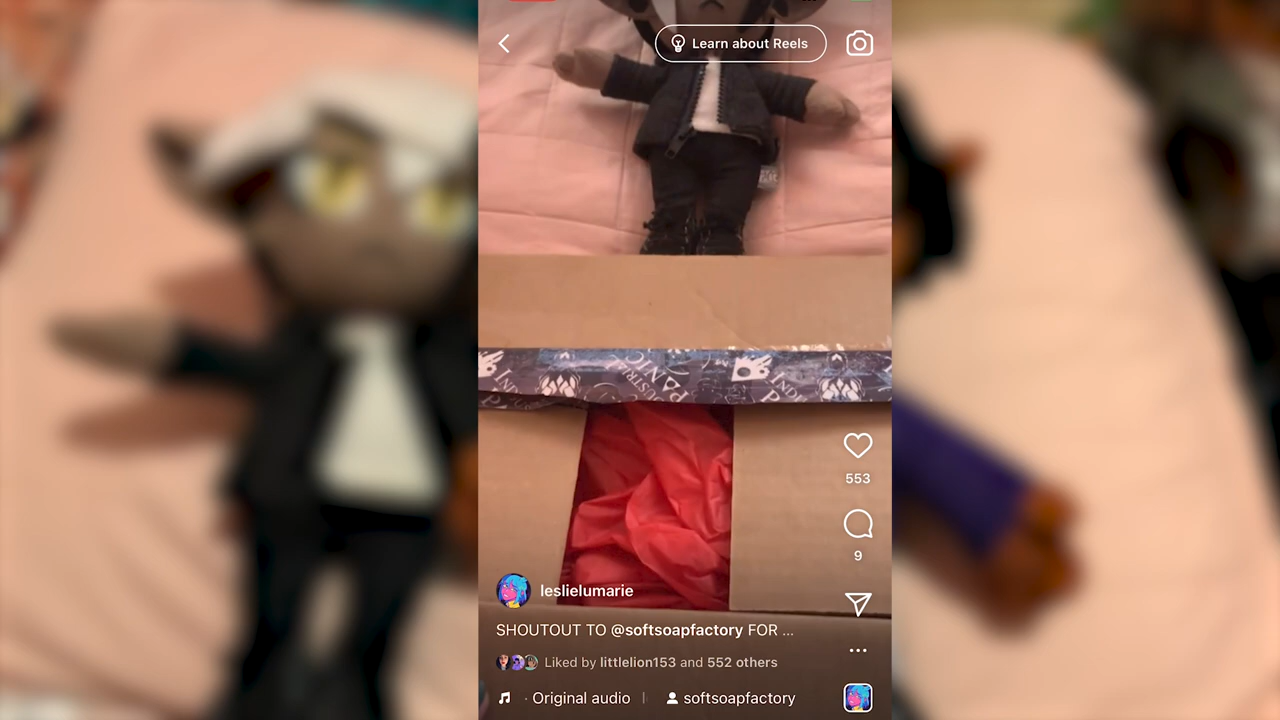 Learn about Reels
PANIC
553
9
leslielumarie
SHOUTOUT TO @softsoapfactory FOR ...
Liked by littlelion153 and 552 others
· Original audio
softsoapfactory